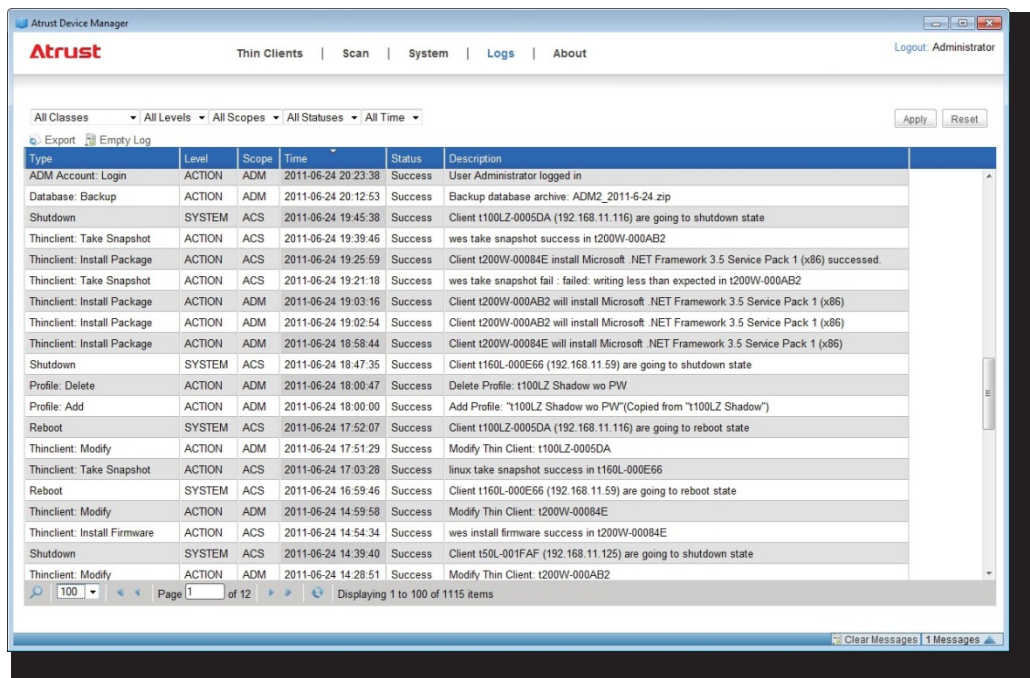 Atrust Device Manager
Atrust Thin Clients | Scan | System | Logs | About Logout: Administrator
All Classes All Levels All Scopes All Statuses All Time Apply Reset
Export Empty Log
Type Level Scope Time Status Description
ADM Account: Login ACTION ADM 2011-06-24 20:23:38 Success User Administrator logged in
Database: Backup ACTION ADM 2011-06-24 20:12:53 Success Backup database archive: ADM2_2011-6-24.zip
Shutdown SYSTEM ACS 2011-06-24 19:45:38 Success Client t100LZ-0005DA (192.168.11.116) are going to shutdown state
Thinclient: Take Snapshot ACTION ACS 2011-06-24 19:39:46 Success wes take snapshot success in t200W-000AB2
Thinclient: Install Package ACTION ACS 2011-06-24 19:25:59 Success Client t200W-00084E install Microsoft .NET Framework 3.5 Service Pack 1 (x86) successed.
Thinclient: Take Snapshot ACTION ACS 2011-06-24 19:21:18 Success wes take snapshot fail : failed: writing less than expected in t200W-000AB2
Thinclient: Install Package ACTION ADM 2011-06-24 19:03:16 Success Client t200W-000AB2 will install Microsoft .NET Framework 3.5 Service Pack 1 (x86)
Thinclient: Install Package ACTION ADM 2011-06-24 19:02:54 Success Client t200W-000AB2 will install Microsoft .NET Framework 3.5 Service Pack 1 (x86)
Thinclient: Install Package ACTION ADM 2011-06-24 18:58:44 Success Client t200W-00084E will install Microsoft .NET Framework 3.5 Service Pack 1 (x86)
Shutdown SYSTEM ACS 2011-06-24 18:47:35 Success Client t160L-000E66 (192.168.11.59) are going to shutdown state
Profile: Delete ACTION ADM 2011-06-24 18:00:47 Success Delete Profile: t100LZ Shadow wo PW
Profile: Add ACTION ADM 2011-06-24 18:00:00 Success Add Profile: "t100LZ Shadow wo PW"(Copied from "t100LZ Shadow")
Reboot SYSTEM ACS 2011-06-24 17:52:07 Success Client t100LZ-0005DA (192.168.11.116) are going to reboot state
Thinclient: Modify ACTION ADM 2011-06-24 17:51:29 Success Modify Thin Client: t100LZ-0005DA
Thinclient: Take Snapshot ACTION ACS 2011-06-24 17:03:28 Success linux take snapshot success in t160L-000E66
Reboot SYSTEM ACS 2011-06-24 16:59:46 Success Client t160L-000E66 (192.168.11.59) are going to reboot state
Thinclient: Modify ACTION ADM 2011-06-24 14:59:58 Success Modify Thin Client: t200W-00084E
Thinclient: Install Firmware ACTION ACS 2011-06-24 14:54:34 Success wes install firmware success in t200W-00084E
Shutdown SYSTEM ACS 2011-06-24 14:39:40 Success Client t50L-001FAF (192.168.11.125) are going to shutdown state
Thinclient: Modify ACTION ADM 2011-06-24 14:28:51 Success Modify Thin Client: t200W-000AB2
100 Page 1 of 12 Displaying 1 to 100 of 1115 items
Clear Messages 1 Messages